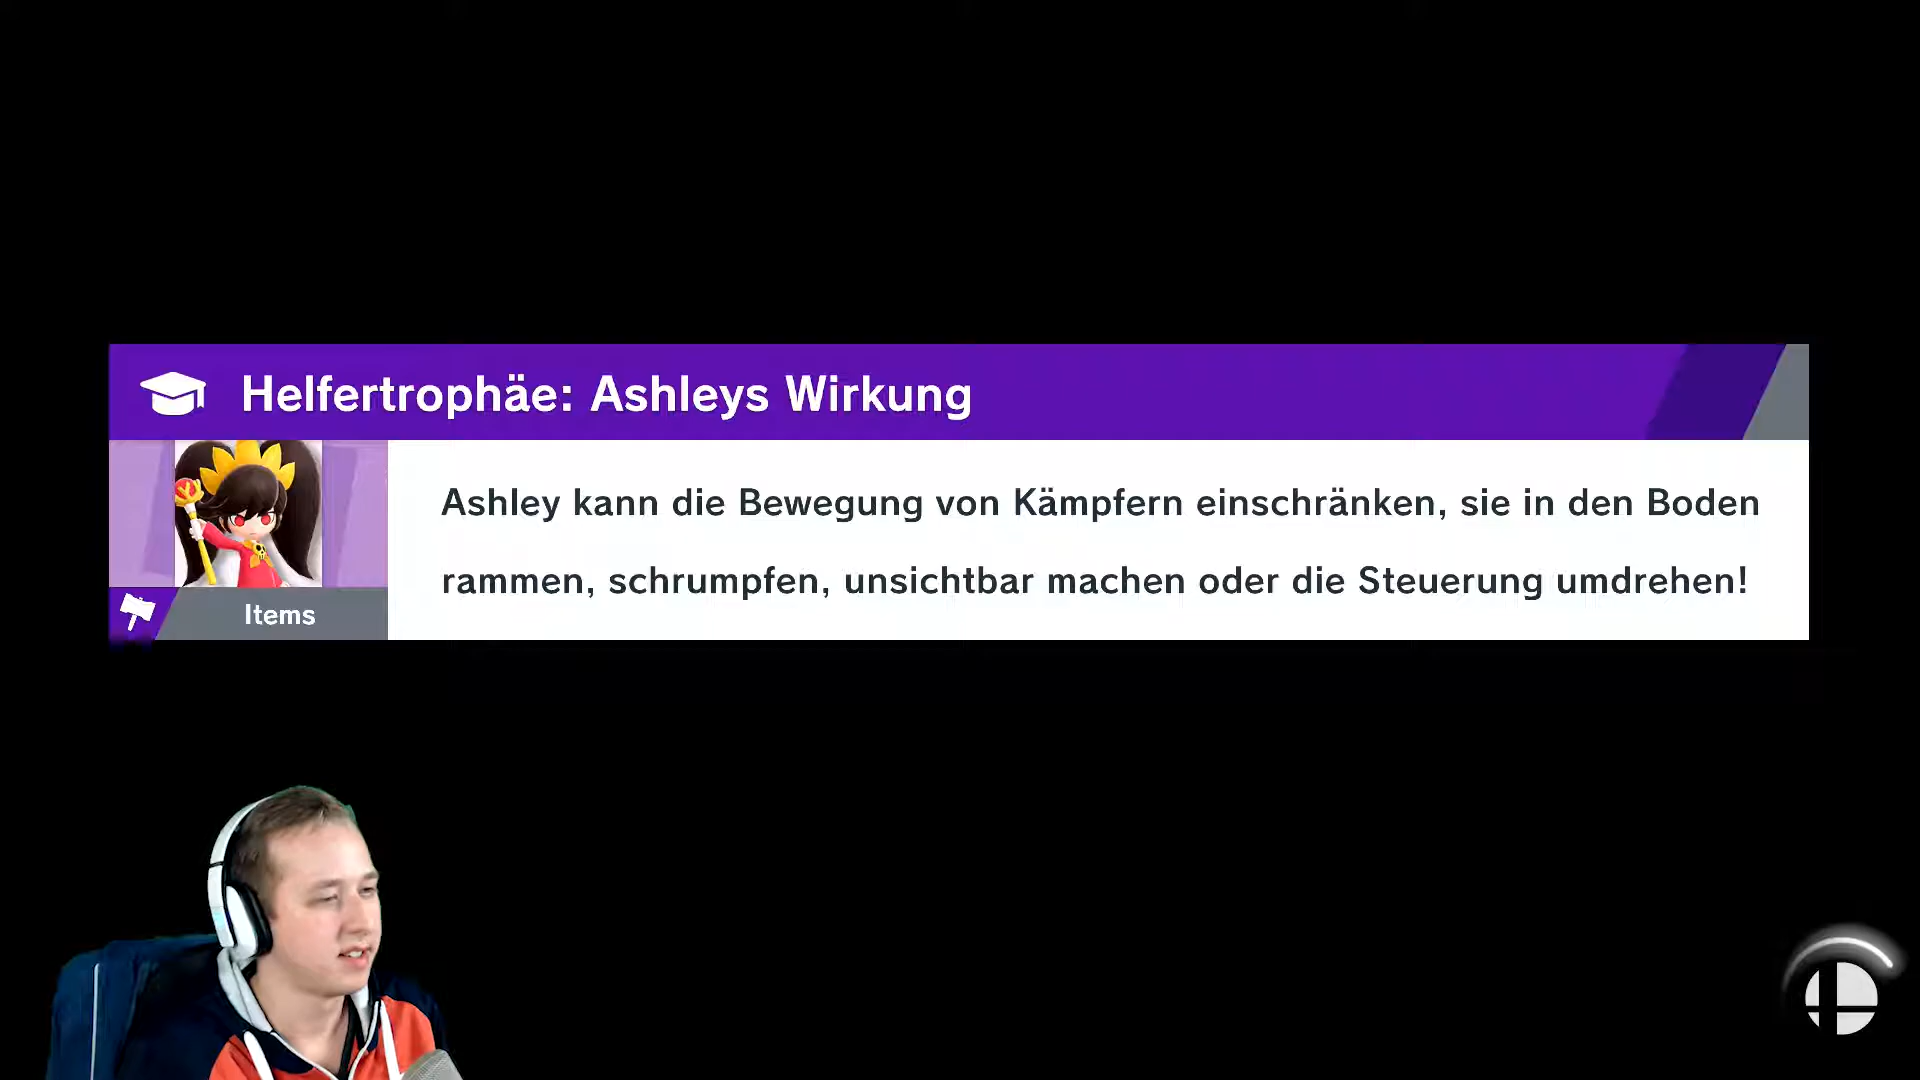 Helfertrophäe: Ashleys Wirkung
Ashley kann die Bewegung von Kämpfern einschränken, sie in den Boden
rammen, schrumpfen, unsichtbar machen oder die Steuerung umdrehen!
Items